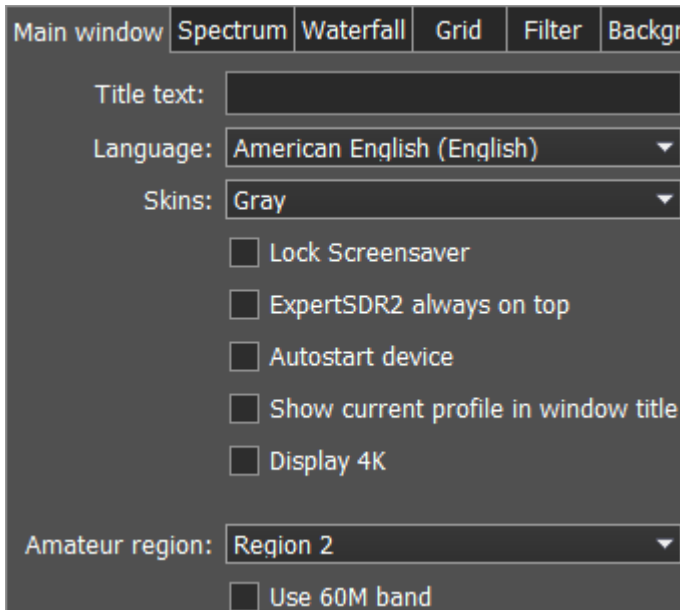 Main window Spectrum Waterfall Grid Filter Backgr
Title text:
Language: American English (English)
Skins: Gray
Lock Screensaver
ExpertSDR2 always on top
Autostart device
Show current profile in window title
Display 4K
Amateur region: Region 2
Use 60M band